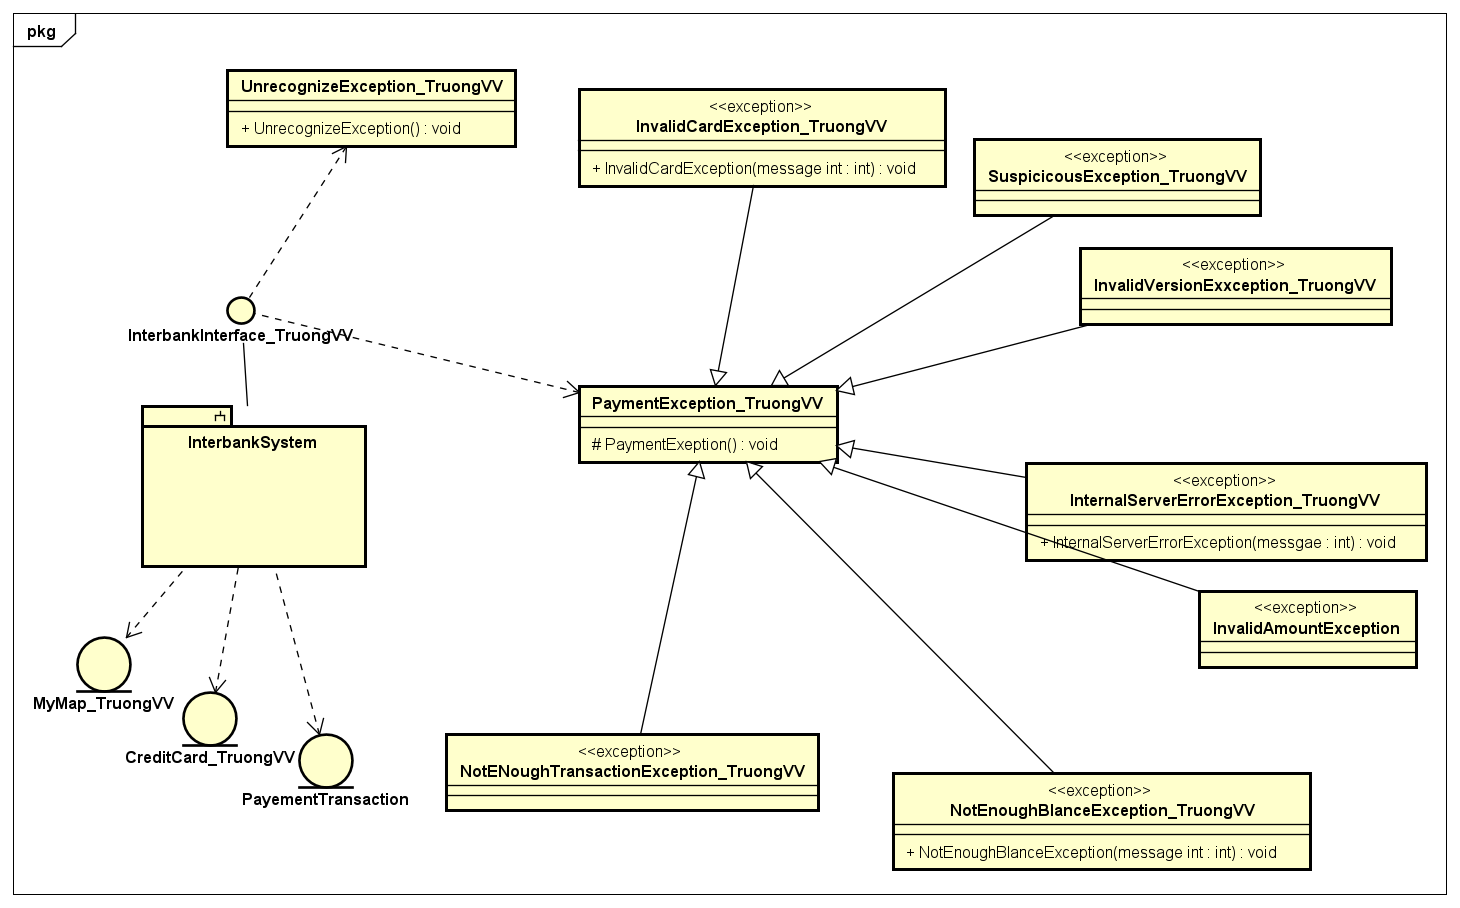 pkg
UnrecognizeException_TruongVV
+ UnrecognizeException() : void
<<exception>>
InvalidCardException_TruongVV
+ InvalidCardException(message int : int) : void
<<exception>>
SuspicicousException_TruongVV
<<exception>>
InvalidVersionExxception_TruongVV
InterbankInterface_TruongVV
PaymentException_TruongVV
# PaymentExeption() : void
InterbankSystem
<<exception>>
InternalServerErrorException_TruongVV
+ InternalServerErrorException(messgae : int) : void
<<exception>>
InvalidAmountException
MyMap_TruongVV
CreditCard_TruongVV
PayementTransaction
<<exception>>
NotENoughTransactionException_TruongVV
<<exception>>
NotEnoughBlanceException_TruongVV
+ NotEnoughBlanceException(message int : int) : void